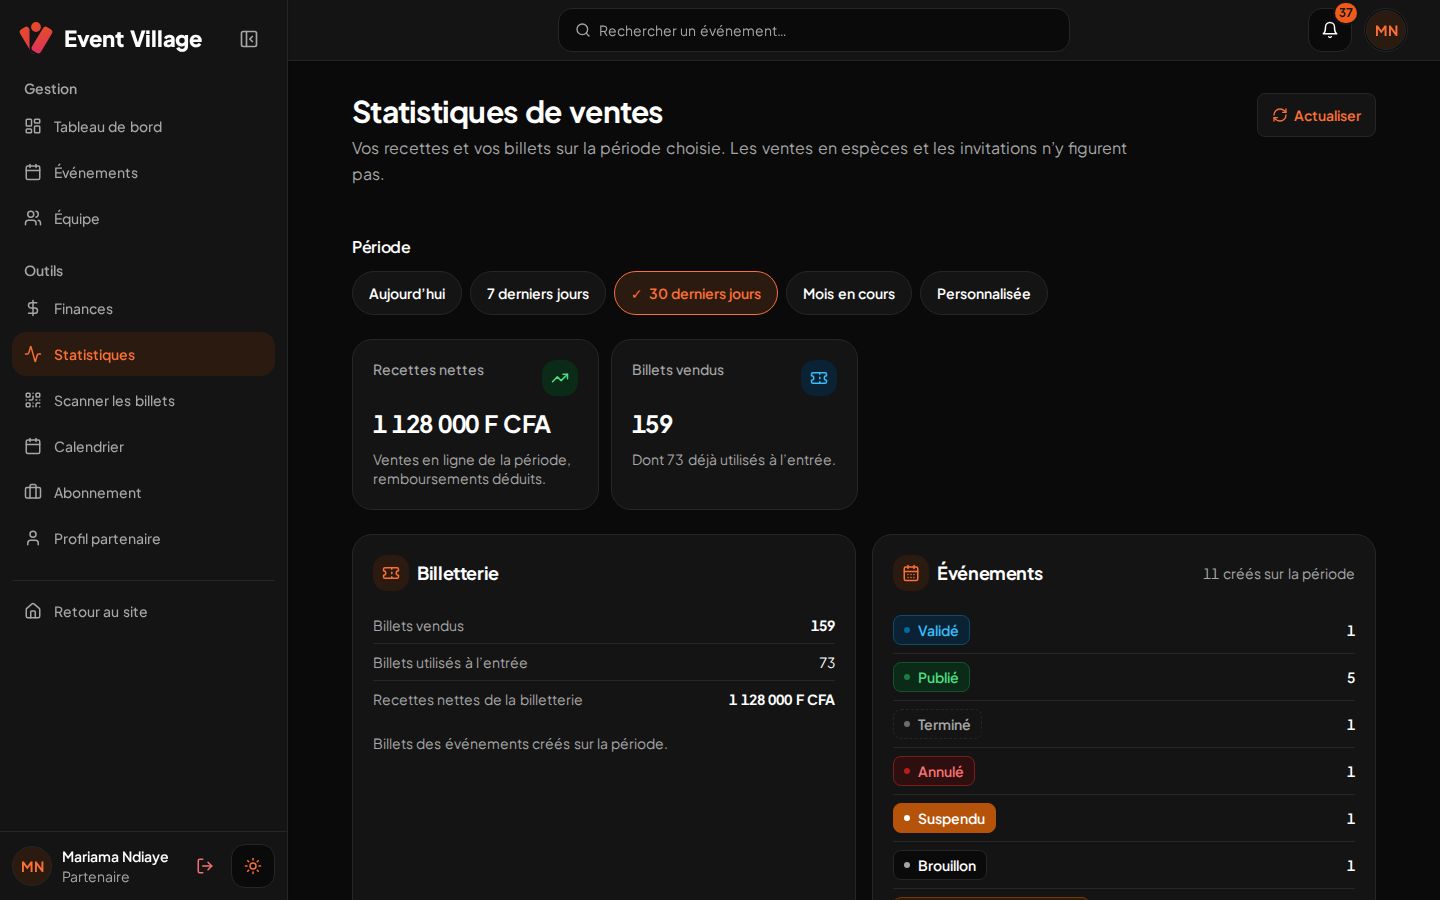 Event Village
Rechercher un événement...
37
MN
Gestion
Tableau de bord
Événements
Équipe
Outils
Finances
Statistiques
Scanner les billets
Calendrier
Abonnement
Profil partenaire
Retour au site
MN
Mariama Ndiaye
Partenaire
Statistiques de ventes
Actualiser
Vos recettes et vos billets sur la période choisie. Les ventes en espèces et les invitations n’y figurent
pas.
Période
Aujourd’hui
7 derniers jours
✓ 30 derniers jours
Mois en cours
Personnalisée
Recettes nettes
1 128 000 F CFA
Ventes en ligne de la période,
remboursements déduits.
Billets vendus
159
Dont 73 déjà utilisés à l’entrée.
Billetterie
Billets vendus 159
Billets utilisés à l’entrée 73
Recettes nettes de la billetterie 1 128 000 F CFA
Billets des événements créés sur la période.
Événements 11 créés sur la période
Validé 1
Publié 5
Terminé 1
Annulé 1
Suspendu 1
Brouillon 1